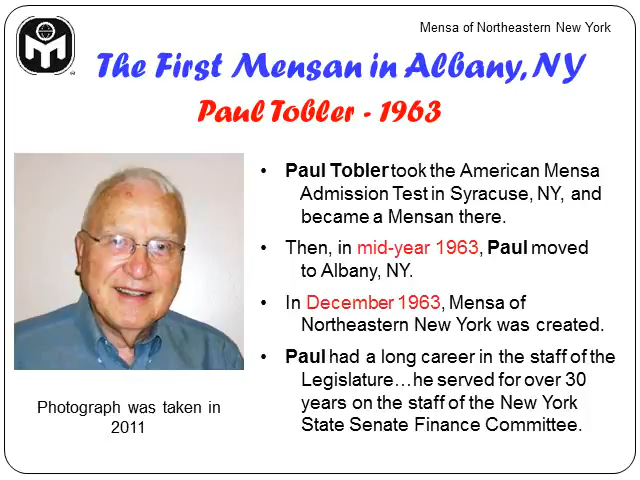 Mensa of Northeastern New York
The First Mensan in Albany, NY
Paul Tobler - 1963
• Paul Tobler took the American Mensa
Admission Test in Syracuse, NY, and
became a Mensan there.
• Then, in mid-year 1963, Paul moved
to Albany, NY.
• In December 1963, Mensa of
Northeastern New York was created.
• Paul had a long career in the staff of the
Legislature…he served for over 30
years on the staff of the New York
State Senate Finance Committee.
Photograph was taken in
2011